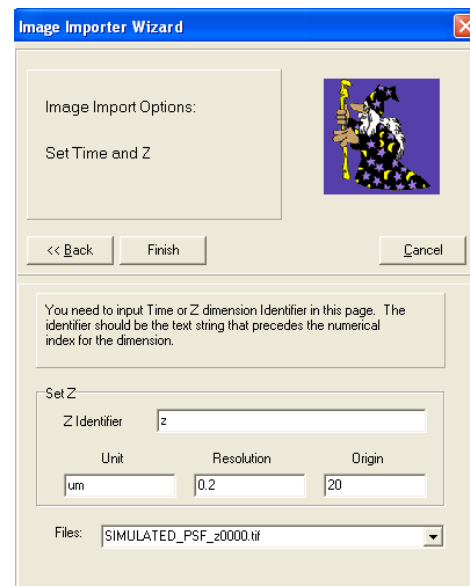 Image Importer Wizard
Image Import Options:
Set Time and Z
<< Back
Finish
Cancel
You need to input Time or Z dimension Identifier in this page. The
identifier should be the text string that precedes the numerical
index for the dimension.
Set Z
Z Identifier
z
Unit
Resolution
Origin
um
0.2
20
Files:
SIMULATED_PSF_z0000.tif